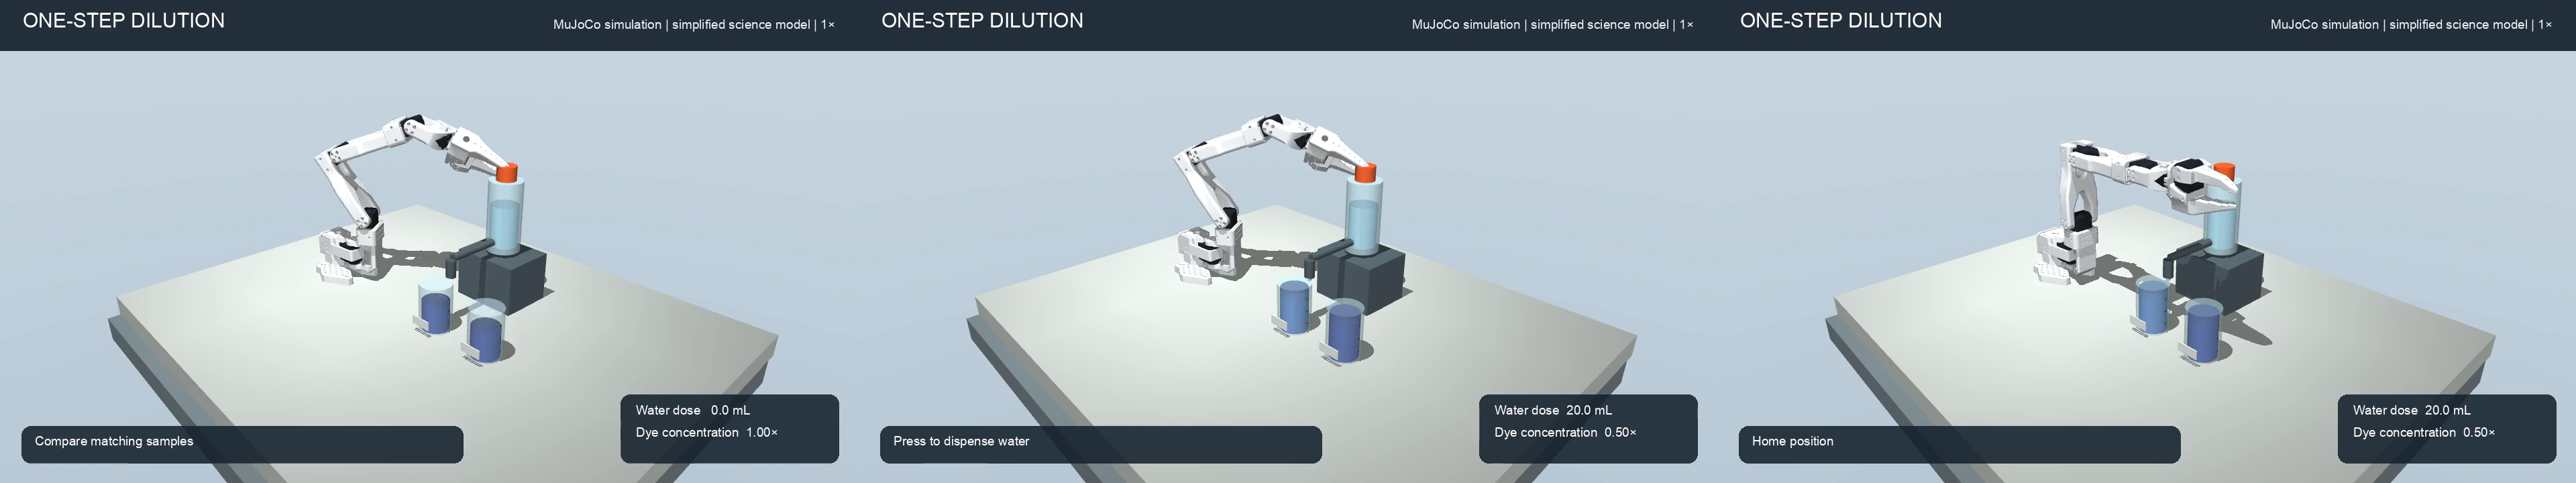 ONE-STEP DILUTION
MuJoCo simulation | simplified science model | 1×
Compare matching samples
Water dose 0.0 mL
Dye concentration 1.00×
ONE-STEP DILUTION
MuJoCo simulation | simplified science model | 1×
Press to dispense water
Water dose 20.0 mL
Dye concentration 0.50×
ONE-STEP DILUTION
MuJoCo simulation | simplified science model | 1×
Home position
Water dose 20.0 mL
Dye concentration 0.50×